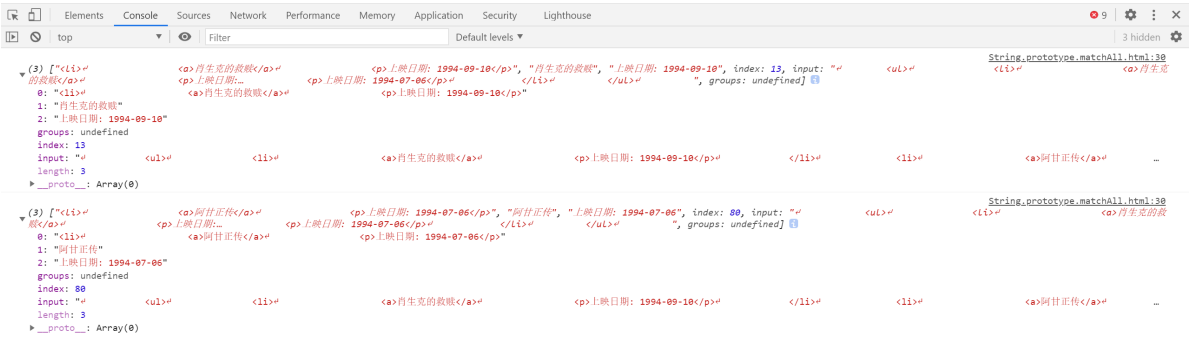 Elements Console Sources Network Performance Memory Application Security Lighthouse 9
top Filter Default levels ▼ 3 hidden
String.prototype.matchAll.html:30
(3) ["<li>↵ <a>肖生克的救赎</a>↵ <p>上映日期: 1994-09-10</p>", "肖生克的救赎", "上映日期: 1994-09-10", index: 13, input: "↵ <ul>↵ <li>↵ <a>肖生克
的救赎</a>↵ <p>上映日期:… <p>上映日期: 1994-07-06</p>↵ </li>↵ </ul>↵ ", groups: undefined]
0: "<li>↵ <a>肖生克的救赎</a>↵ <p>上映日期: 1994-09-10</p>"
1: "肖生克的救赎"
2: "上映日期: 1994-09-10"
groups: undefined
index: 13
input: "↵ <ul>↵ <li>↵ <a>肖生克的救赎</a>↵ <p>上映日期: 1994-09-10</p>↵ </li>↵ <li>↵ <a>阿甘正传</a>↵ …
length: 3
▶ __proto__: Array(0)
String.prototype.matchAll.html:30
(3) ["<li>↵ <a>阿甘正传</a>↵ <p>上映日期: 1994-07-06</p>", "阿甘正传", "上映日期: 1994-07-06", index: 80, input: "↵ <ul>↵ <li>↵ <a>肖生克的救
赎</a>↵ <p>上映日期:… <p>上映日期: 1994-07-06</p>↵ </li>↵ </ul>↵ ", groups: undefined]
0: "<li>↵ <a>阿甘正传</a>↵ <p>上映日期: 1994-07-06</p>"
1: "阿甘正传"
2: "上映日期: 1994-07-06"
groups: undefined
index: 80
input: "↵ <ul>↵ <li>↵ <a>肖生克的救赎</a>↵ <p>上映日期: 1994-09-10</p>↵ </li>↵ <li>↵ <a>阿甘正传</a>↵ …
length: 3
▶ __proto__: Array(0)